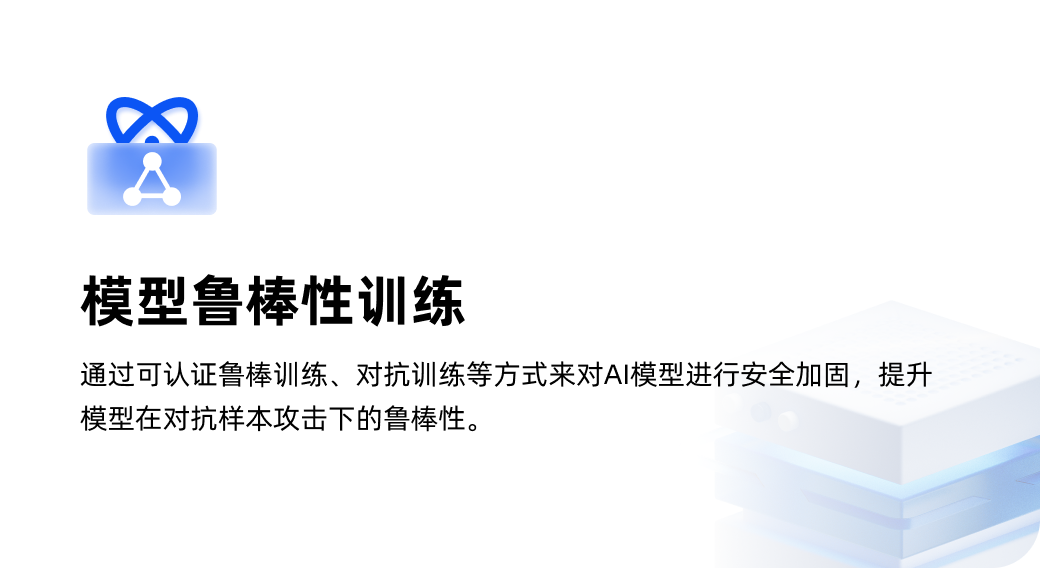 模型鲁棒性训练
通过可认证鲁棒训练、对抗训练等方式来对AI模型进行安全加固，提升
模型在对抗样本攻击下的鲁棒性。